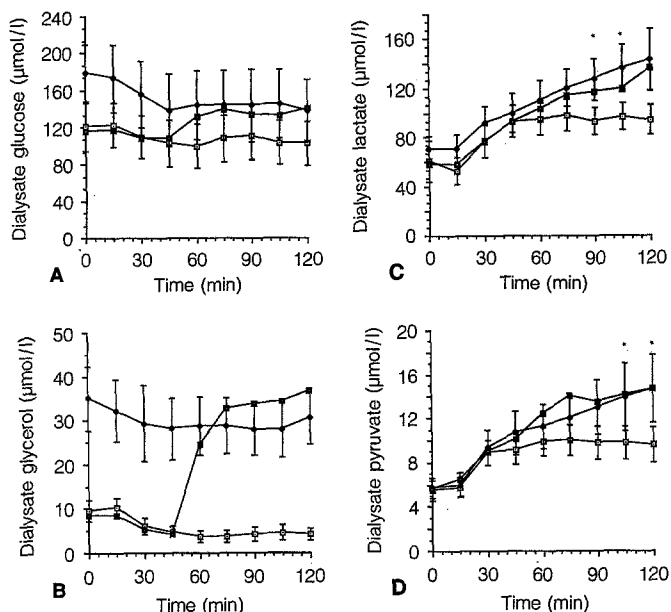 240
200
160
120
80
40
0
Dialysate glucose (µmol/l)
0 30 60 90 120
A Time (min)
160
120
80
40
0
Dialysate lactate (µmol/l)
* *
0 30 60 90 120
C Time (min)
50
40
30
20
10
0
Dialysate glycerol (µmol/l)
0 30 60 90 120
B Time (min)
20
16
12
8
4
0
Dialysate pyruvate (µmol/l)
* *
0 30 60 90 120
D Time (min)